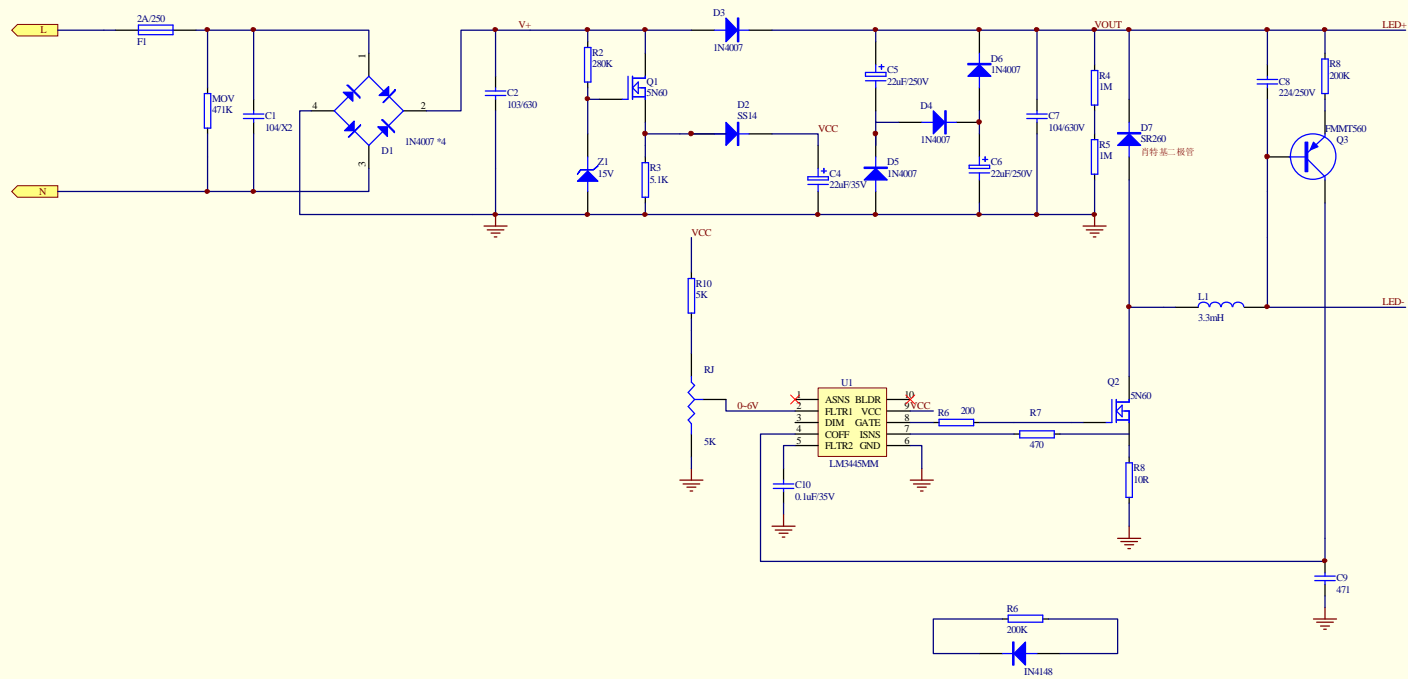 2A/250
F1
L
N
MOV
471K
C1
104/X2
1
2
3
4
D1
1N4007 *4
V+
C2
103/630
R2
280K
Q1
5N60
Z1
15V
R3
5.1K
D3
1N4007
D2
SS14
VCC
C4
22uF/35V
C5
22uF/250V
D4
1N4007
D5
1N4007
D6
1N4007
C6
22uF/250V
C7
104/630V
VOUT
R4
1M
R5
1M
D7
SR260
肖特基二极管
C8
224/250V
LED+
R8
200K
FMMT560
Q3
L1
3.3mH
LED-
VCC
R10
5K
RJ
5K
0~6V
U1
1 ASNS BLDR 10
2 FLTR1 VCC 9 VCC
3 DIM GATE 8
4 COFF ISNS 7
5 FLTR2 GND 6
LM3445MM
C10
0.1uF/35V
R6 200
R7
470
Q2
5N60
R8
10R
C9
471
R6
200K
IN4148